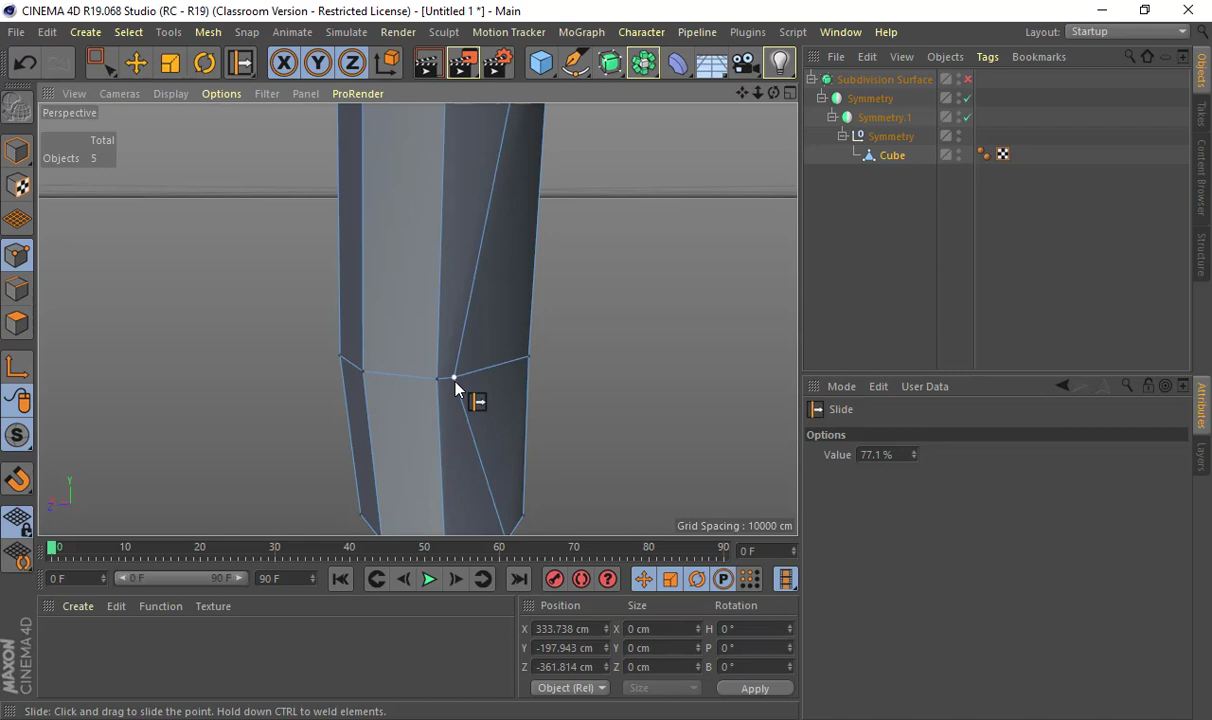 CINEMA 4D R19.068 Studio (RC - R19) (Classroom Version - Restricted License) - [Untitled 1 *] - Main
File Edit Create Select Tools Mesh Snap Animate Simulate Render Sculpt Motion Tracker MoGraph Character Pipeline Plugins Script Window Help Layout: Startup
X Y Z
File Edit View Objects Tags Bookmarks
View Cameras Display Options Filter Panel ProRender
Perspective
Total
Objects 5
Subdivision Surface
Symmetry
Symmetry.1
Symmetry
Cube
Objects
Takes
Content Browser
Structure
Mode Edit User Data
Slide
Options
Value 77.1 %
Attributes
Layers
Y
X
Z
Grid Spacing : 10000 cm
0 10 20 30 40 50 60 70 80 90 0 F
0 F 0 F 90 F 90 F
P
Create Edit Function Texture
Position Size Rotation
X 333.738 cm X 0 cm H 0 °
Y -197.943 cm Y 0 cm P 0 °
Z -361.814 cm Z 0 cm B 0 °
Object (Rel) Size Apply
MAXON CINEMA 4D
Slide: Click and drag to slide the point. Hold down CTRL to weld elements.